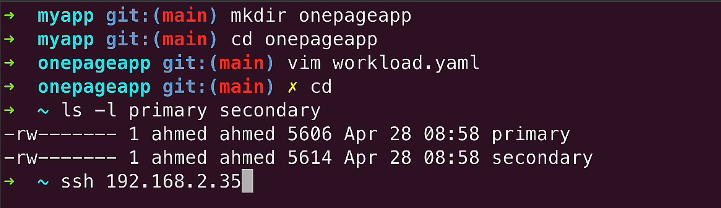 ➜ myapp git:(main) mkdir onepageapp
➜ myapp git:(main) cd onepageapp
➜ onepageapp git:(main) vim workload.yaml
➜ onepageapp git:(main) ✗ cd
➜ ~ ls -l primary secondary
-rw------- 1 ahmed ahmed 5606 Apr 28 08:58 primary
-rw------- 1 ahmed ahmed 5614 Apr 28 08:58 secondary
➜ ~ ssh 192.168.2.35